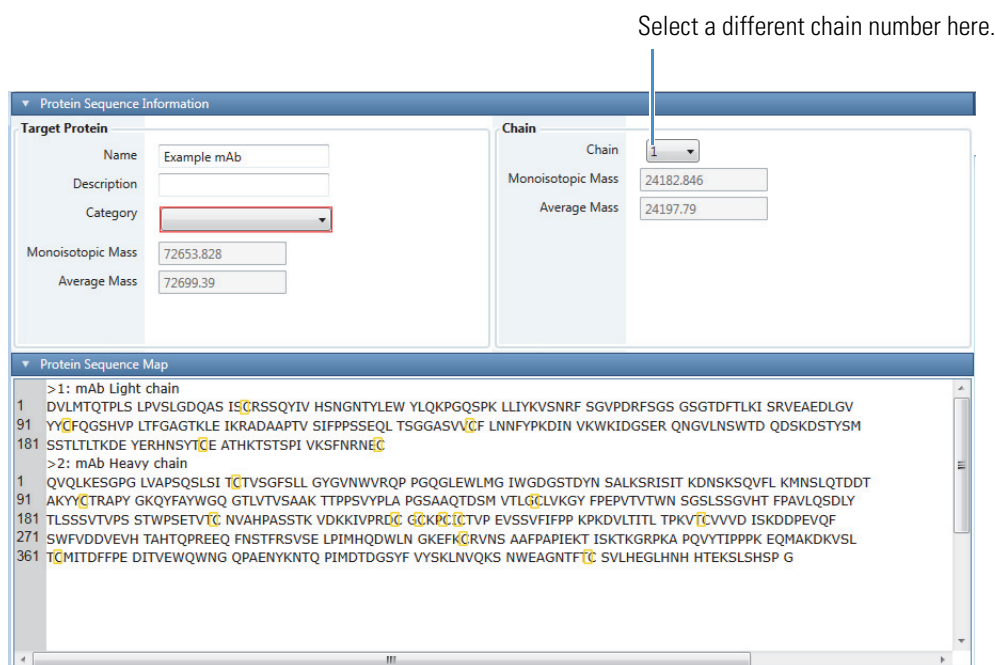 Select a different chain number here.
Protein Sequence Information
Target Protein
Name Example mAb
Description
Category
Monoisotopic Mass 72653.828
Average Mass 72699.39
Chain
Chain 1
Monoisotopic Mass 24182.846
Average Mass 24197.79
Protein Sequence Map
>1: mAb Light chain
1 DVLMTQTPLS LPVSLGDQAS ISCRSSQYIV HSNGNTYLEW YLQKPGQSPK LLIYKVSNRF SGVPDRFSGS GSGTDFTLKI SRVEAEDLGV
91 YYCFQGSHVP LTFGAGTKLE IKRADAAPTV SIFPPSSEQL TSGGASVVCF LNNFYPKDIN VKWKIDGSER QNGVLNSWTD QDSKDSTYSM
181 SSTLTLTKDE YERHNSYTCE ATHKTSTSPI VKSFNRNEC
>2: mAb Heavy chain
1 QVQLKESGPG LVAPSQSLSI TCTVSGFSLL GYGVNWVRQP PGQGLEWLMG IWGDGSTDYN SALKSRISIT KDNSKSQVFL KMNSLQTDDT
91 AKYYCTRAPY GKQYFAYWGQ GTLVTVSAAK TTPPSVYPLA PGSAAQTDSM VTLGCLVKGY FPEPVTVTWN SGSLSSGVHT FPAVLQSDLY
181 TLSSSVTVPS STWPSETVTC NVAHPASSTK VDKKIVPRDC GCKPCICTVP EVSSVFIFPP KPKDVLTITL TPKVTCVVVD ISKDDPEVQF
271 SWFVDDVEVH TAHTQPREEQ FNSTFRSVSE LPIMHQDWLN GKEFKCRVNS AAFPAPIEKT ISKTKGRPKA PQVYTIPPPK EQMAKDKVSL
361 TCMITDFFPE DITVEWQWNG QPAENYKNTQ PIMDTDGSYF VYSKLNVQKS NWEAGNTFTC SVLHEGLHNH HTEKSLSHSP G